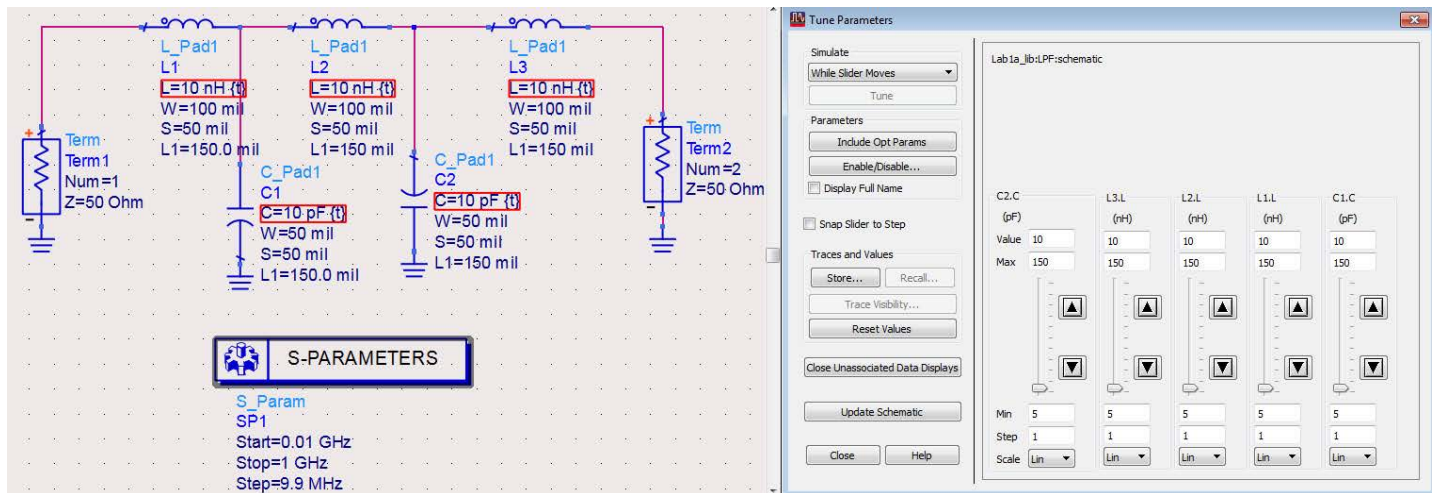 L_Pad1
L1
L=10 nH {t}
W=100 mil
S=50 mil
L1=150.0 mil
L_Pad1
L2
L=10 nH {t}
W=100 mil
S=50 mil
L1=150 mil
L_Pad1
L3
L=10 nH {t}
W=100 mil
S=50 mil
L1=150 mil
+
Term
Term1
Num=1
Z=50 Ohm
-
C_Pad1
C1
C=10 pF {t}
W=50 mil
S=50 mil
L1=150.0 mil
C_Pad1
C2
C=10 pF {t}
W=50 mil
S=50 mil
L1=150 mil
+
Term
Term2
Num=2
Z=50 Ohm
-
S-PARAMETERS
S_Param
SP1
Start=0.01 GHz
Stop=1 GHz
Step=9.9 MHz
Tune Parameters
Simulate
While Slider Moves
Tune
Parameters
Include Opt Params
Enable/Disable...
Display Full Name
Snap Slider to Step
Traces and Values
Store... Recall...
Trace Visibility...
Reset Values
Close Unassociated Data Displays
Update Schematic
Close Help
Lab1a_lib:LPF:schematic
C2.C L3.L L2.L L1.L C1.C
(pF) (nH) (nH) (nH) (pF)
Value 10 10 10 10 10
Max 150 150 150 150 150
Min 5 5 5 5 5
Step 1 1 1 1 1
Scale Lin Lin Lin Lin Lin